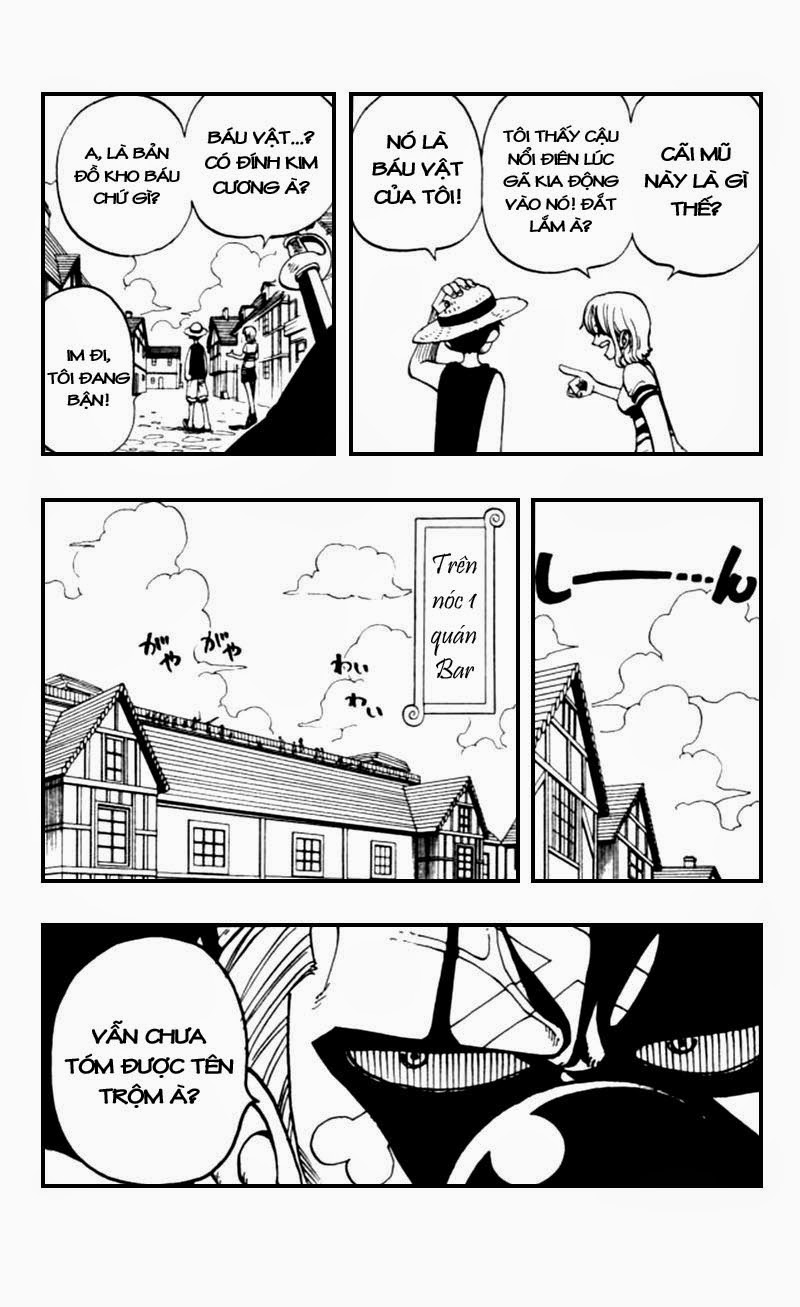 CÃI MŨ
NÀY LÀ GÌ
THẾ?
TÔI THẤY CẬU
NỔI ĐIÊN LÚC
GÃ KIA ĐỘNG
VÀO NÓ! ĐẮT
LẮM À?
NÓ LÀ
BÁU VẬT
CỦA TÔI!
BÁU VẬT...?
CÓ ĐÍNH KIM
CƯƠNG À?
A, LÀ BẢN
ĐỒ KHO BÁU
CHỨ GÌ?
IM ĐI,
TÔI ĐANG
BẬN!
し――…ん
Trên
nóc 1
quán
Bar
わい
わい
がや
がや
VẪN CHƯA
TÓM ĐƯỢC TÊN
TRỘM À?